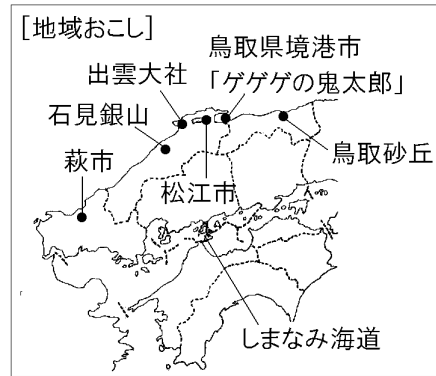 [地域おこし]
鳥取県境港市
「ゲゲゲの鬼太郎」
出雲大社
石見銀山
鳥取砂丘
萩市
松江市
しまなみ海道